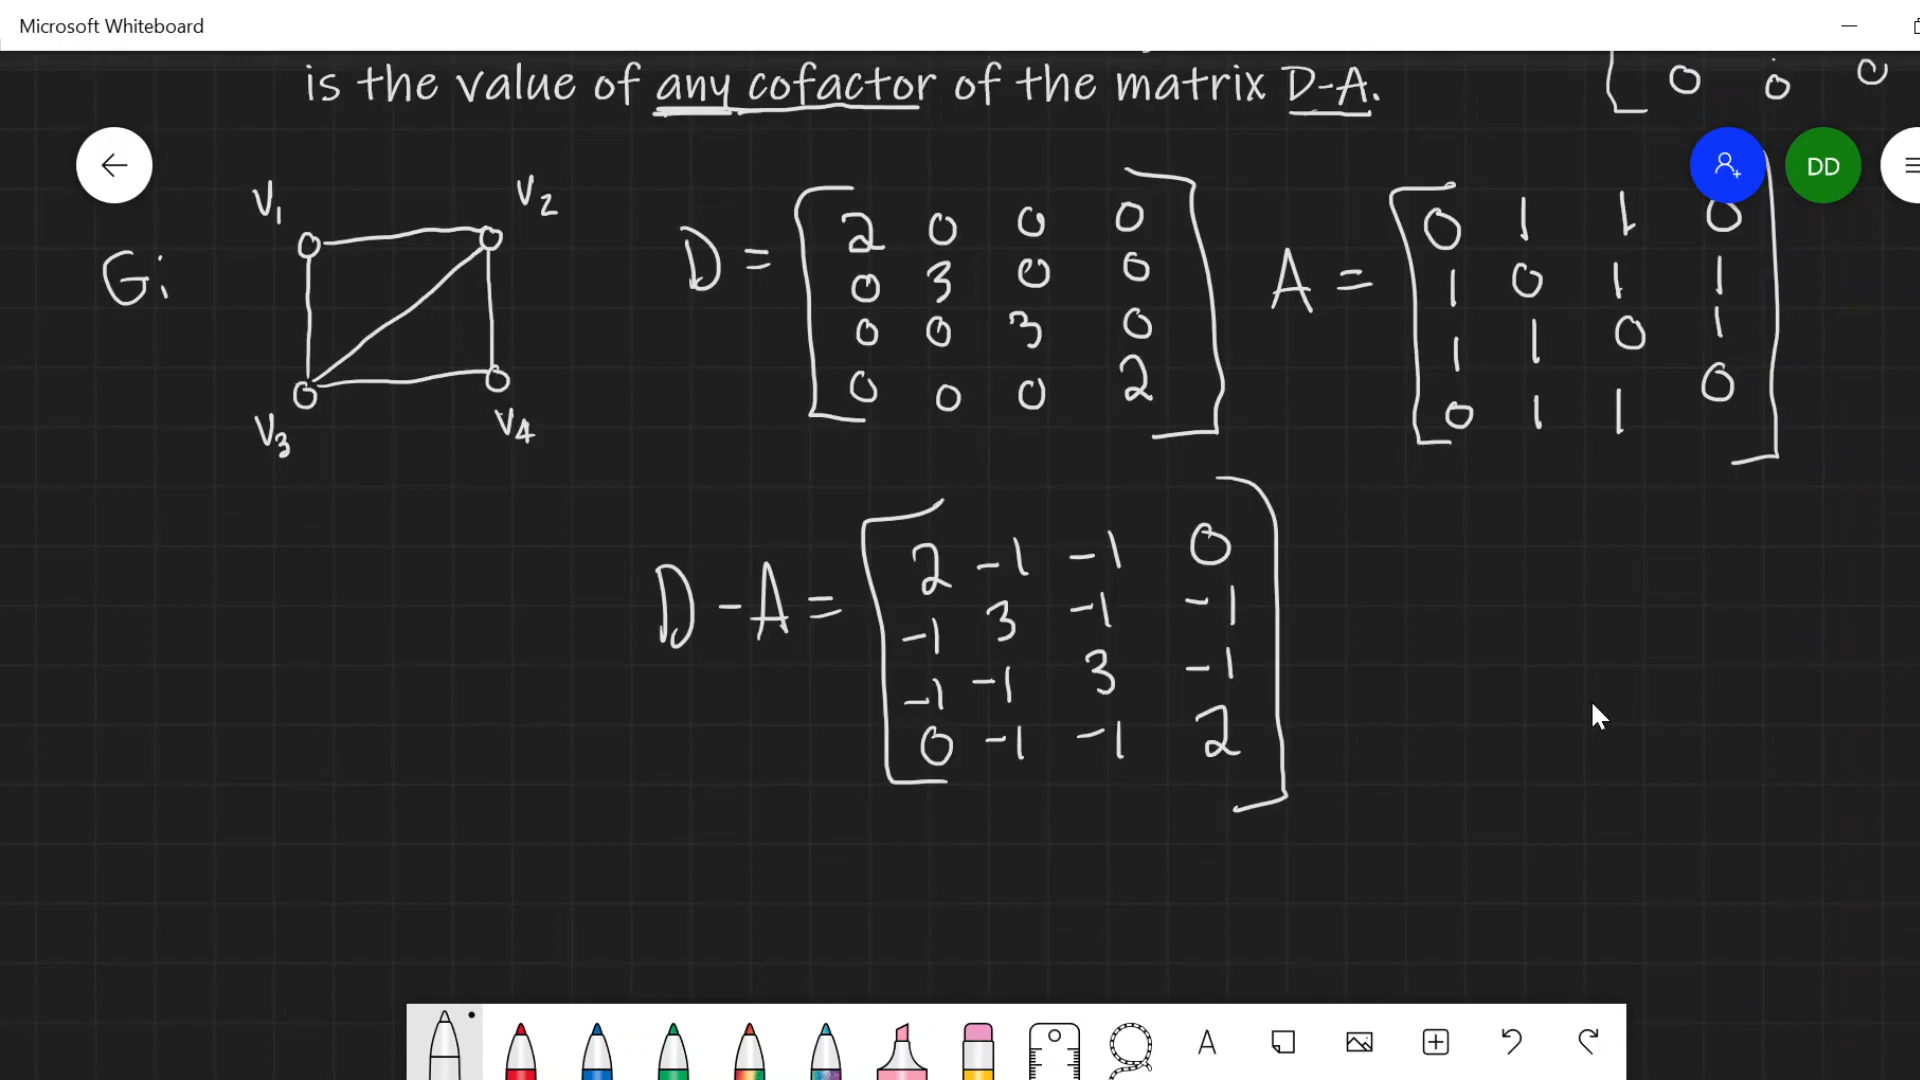 Microsoft Whiteboard
is the value of any cofactor of the matrix D-A.
0 0 0
DD
G:
V1 V2
V3 V4
D = [ 2 0 0 0
0 3 0 0
0 0 3 0
0 0 0 2 ]
A = [ 0 1 1 0
1 0 1 1
1 1 0 1
0 1 1 0 ]
D - A = [ 2 -1 -1 0
-1 3 -1 -1
-1 -1 3 -1
0 -1 -1 2 ]
A